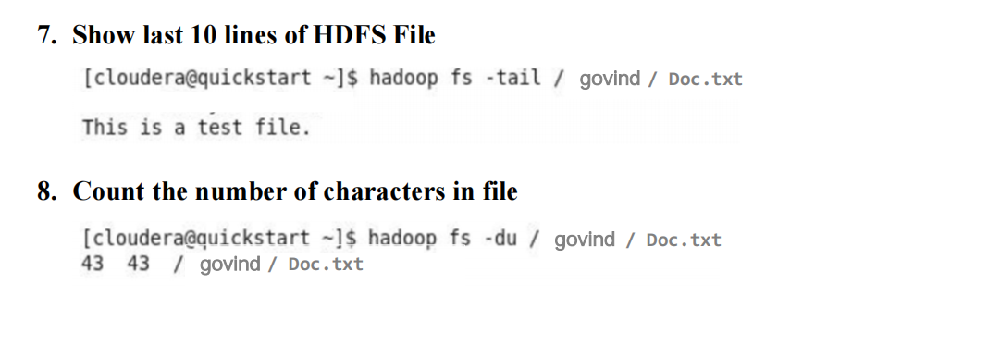 7. Show last 10 lines of HDFS File
[cloudera@quickstart ~]$ hadoop fs -tail / govind / Doc.txt
This is a test file.
8. Count the number of characters in file
[cloudera@quickstart ~]$ hadoop fs -du / govind / Doc.txt
43 43 / govind / Doc.txt